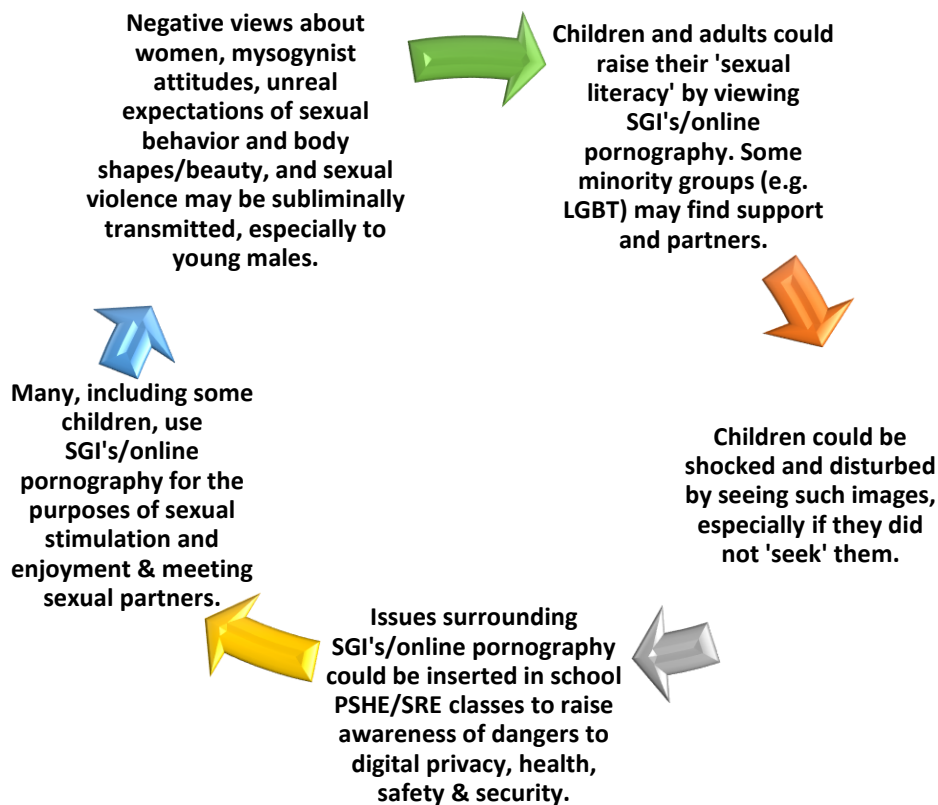 Negative views about
women, mysogynist
attitudes, unreal
expectations of sexual
behavior and body
shapes/beauty, and sexual
violence may be subliminally
transmitted, especially to
young males.
Children and adults could
raise their 'sexual
literacy' by viewing
SGI's/online
pornography. Some
minority groups (e.g.
LGBT) may find support
and partners.
Children could be
shocked and disturbed
by seeing such images,
especially if they did
not 'seek' them.
Issues surrounding
SGI's/online pornography
could be inserted in school
PSHE/SRE classes to raise
awareness of dangers to
digital privacy, health,
safety & security.
Many, including some
children, use
SGI's/online
pornography for the
purposes of sexual
stimulation and
enjoyment & meeting
sexual partners.